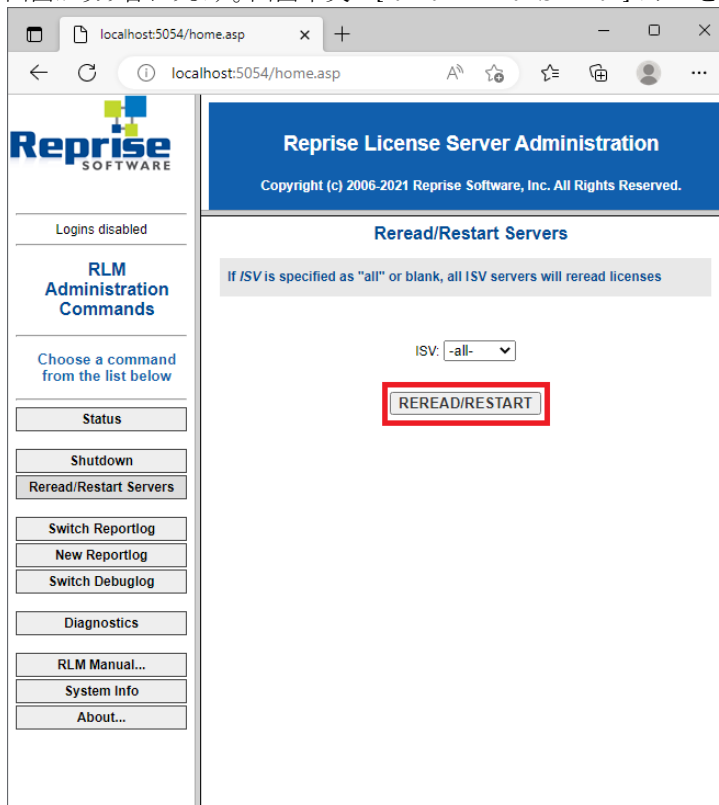 localhost:5054/home.asp
localhost:5054/home.asp
Reprise
SOFTWARE
Reprise License Server Administration
Copyright (c) 2006-2021 Reprise Software, Inc. All Rights Reserved.
Logins disabled
RLM
Administration
Commands
Choose a command
from the list below
Status
Shutdown
Reread/Restart Servers
Switch Reportlog
New Reportlog
Switch Debuglog
Diagnostics
RLM Manual...
System Info
About...
Reread/Restart Servers
If ISV is specified as "all" or blank, all ISV servers will reread licenses
ISV: -all-
REREAD/RESTART